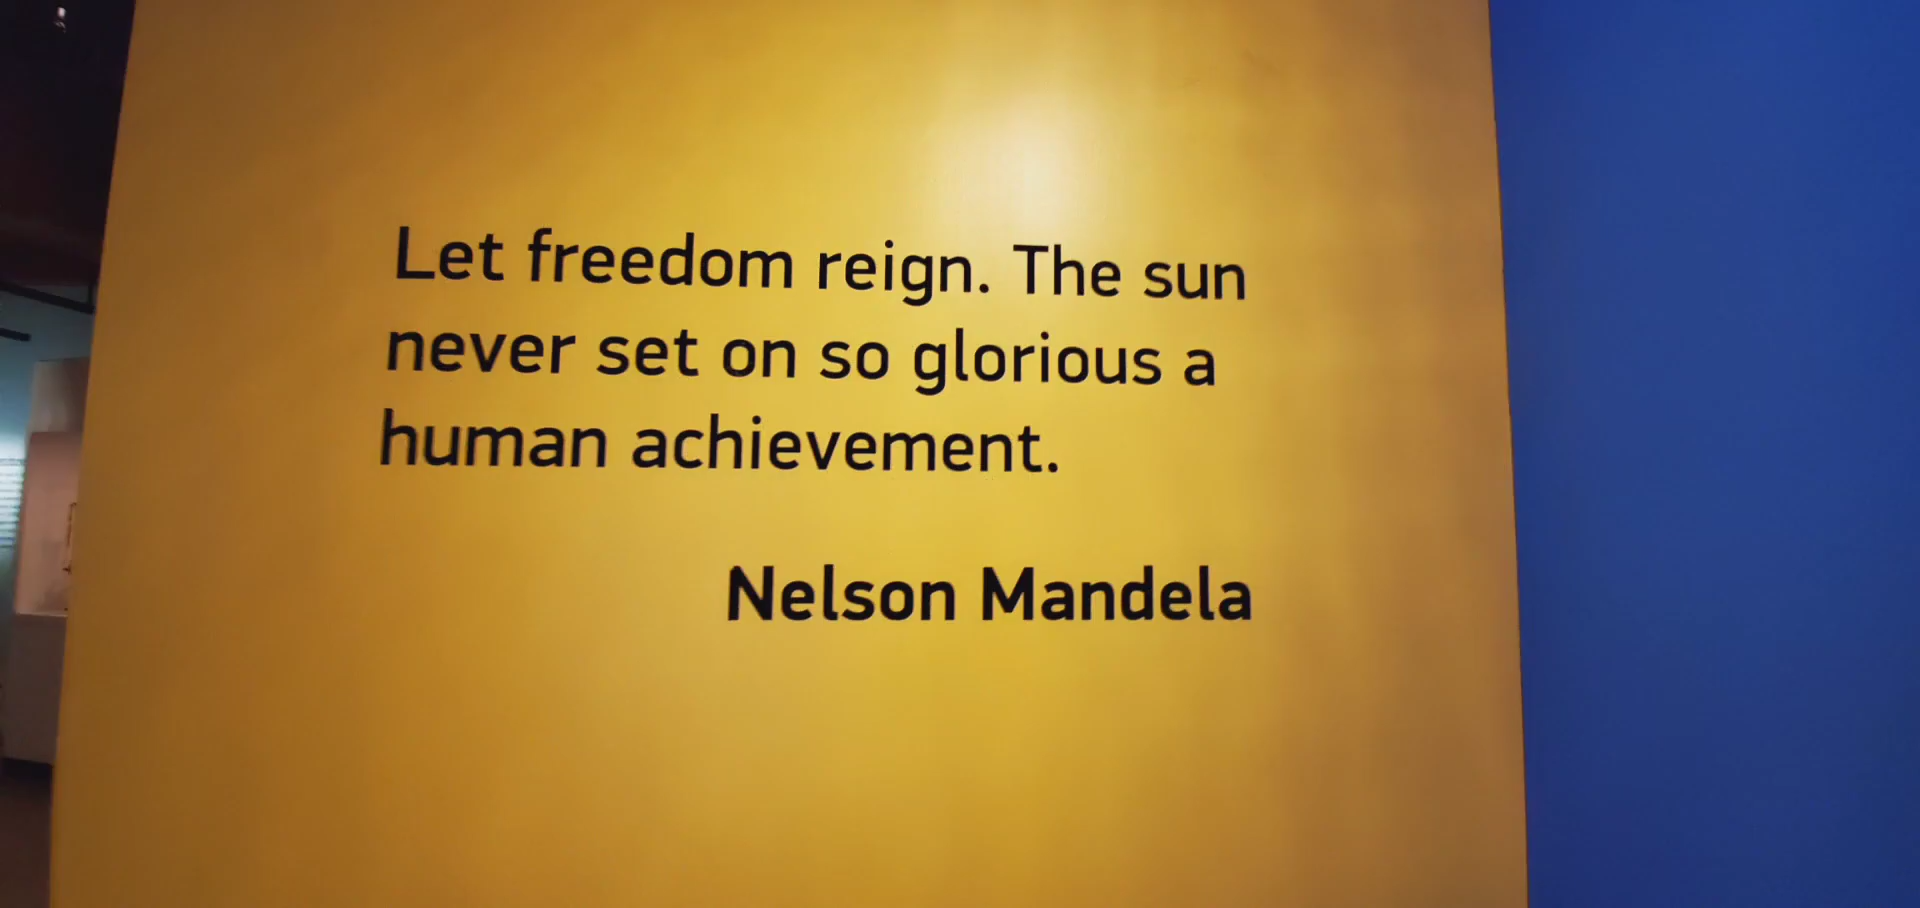 Let freedom reign. The sun
never set on so glorious a
human achievement.
Nelson Mandela